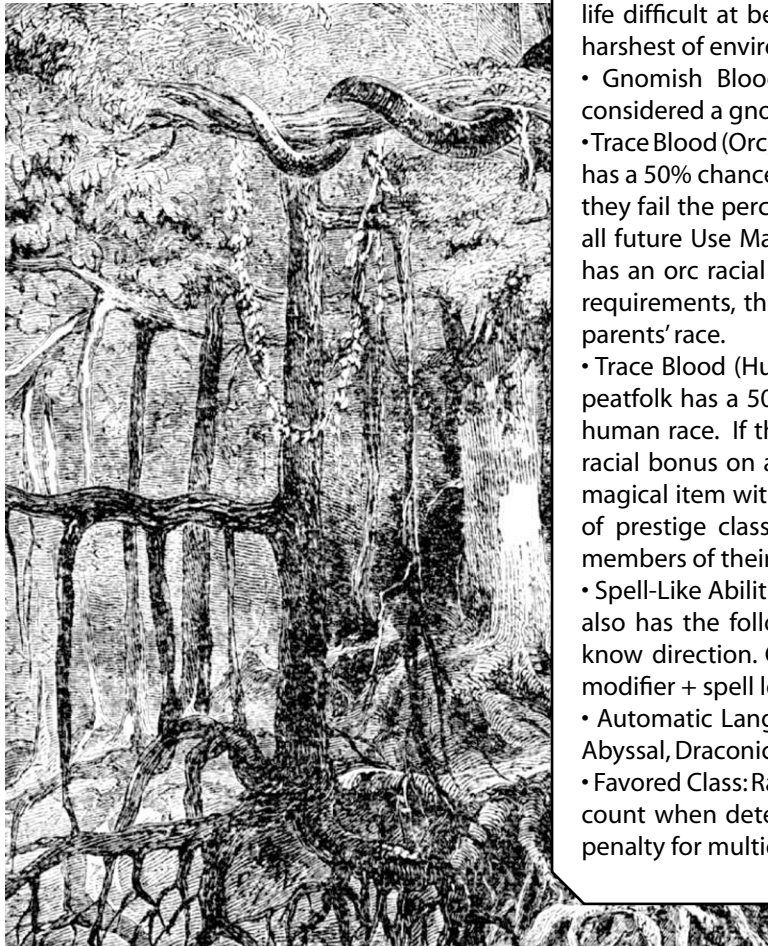 life difficult at be
harshest of enviro
• Gnomish Blood
considered a gno
•Trace Blood (Orc
has a 50% chance
they fail the perc
all future Use Ma
has an orc racial
requirements, th
parents’ race.
• Trace Blood (Hu
peatfolk has a 50
human race. If th
racial bonus on a
magical item with
of prestige class
members of their
• Spell-Like Abilit
also has the follo
know direction. C
modifier + spell le
• Automatic Lang
Abyssal, Draconic
• Favored Class: Ra
count when dete
penalty for multic